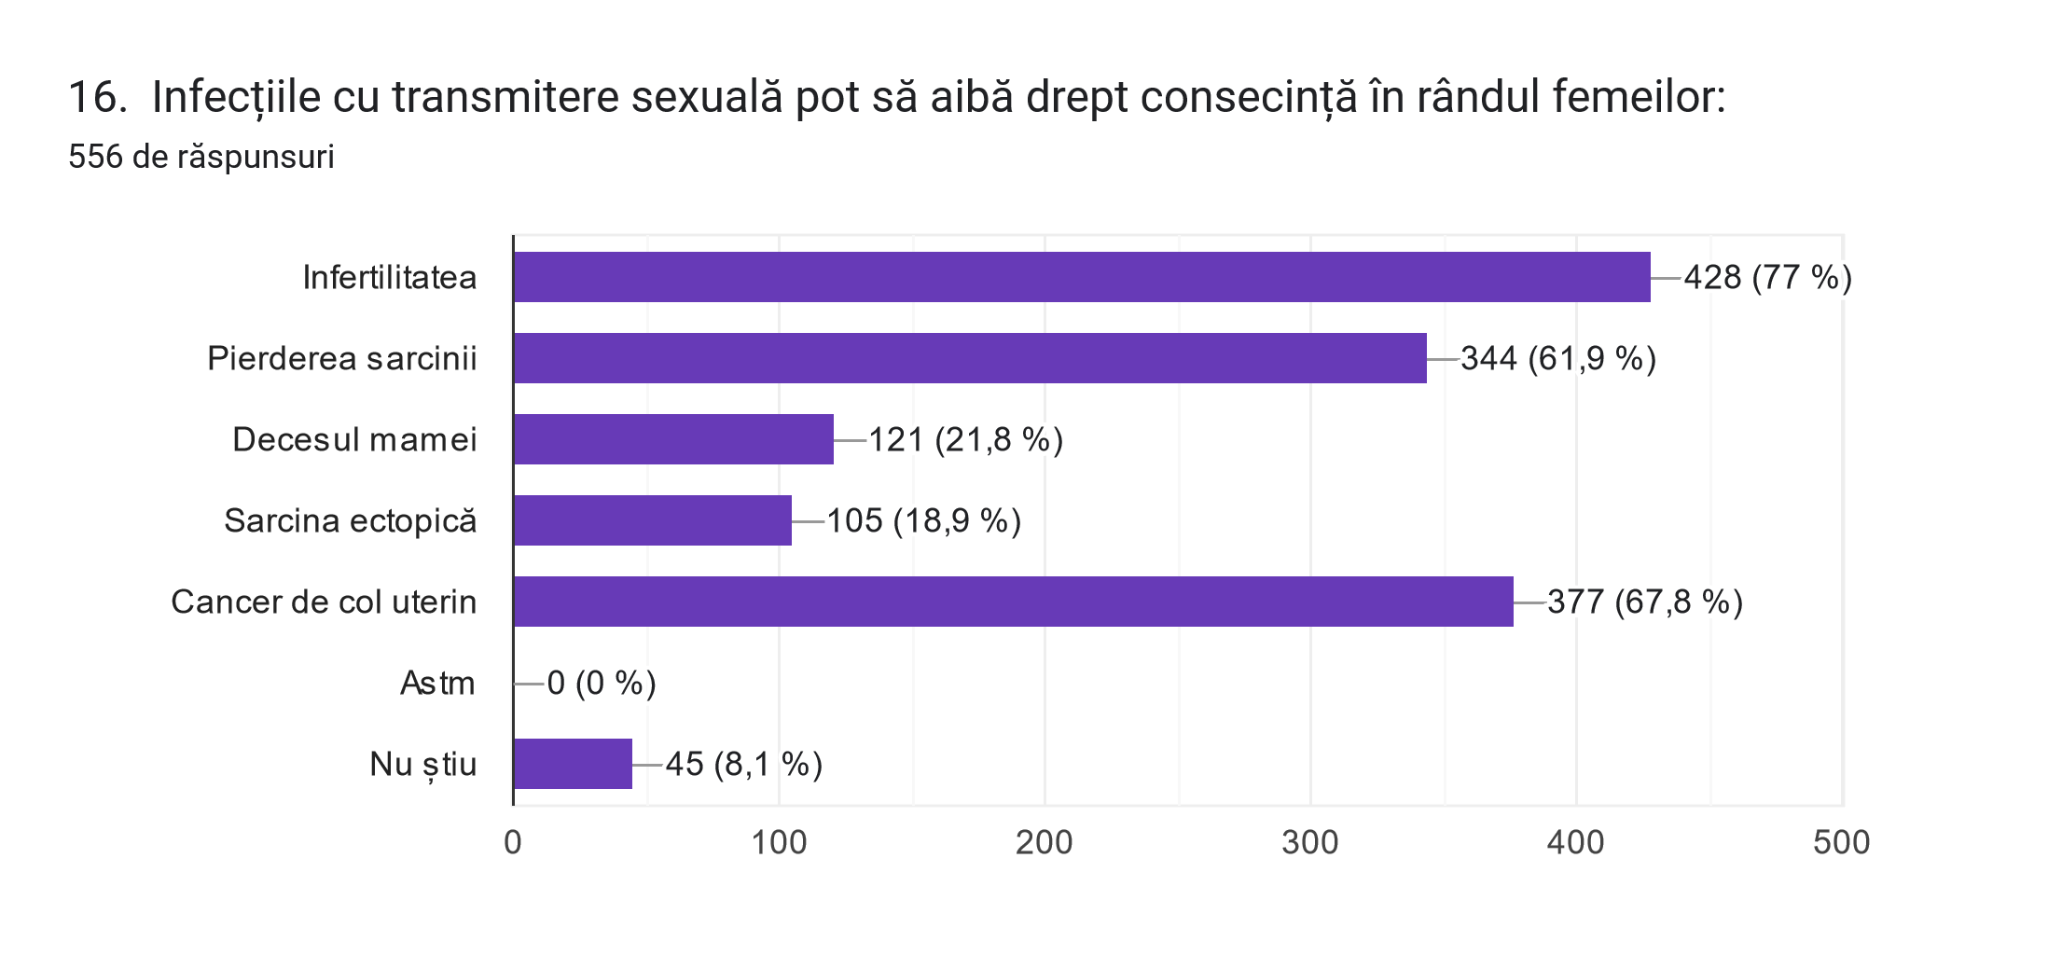 16. Infecțiile cu transmitere sexuală pot să aibă drept consecință în rândul femeilor:
556 de răspunsuri
Infertilitatea 428 (77 %)
Pierderea sarcinii 344 (61,9 %)
Decesul mamei 121 (21,8 %)
Sarcina ectopică 105 (18,9 %)
Cancer de col uterin 377 (67,8 %)
Astm 0 (0 %)
Nu știu 45 (8,1 %)
0 100 200 300 400 500